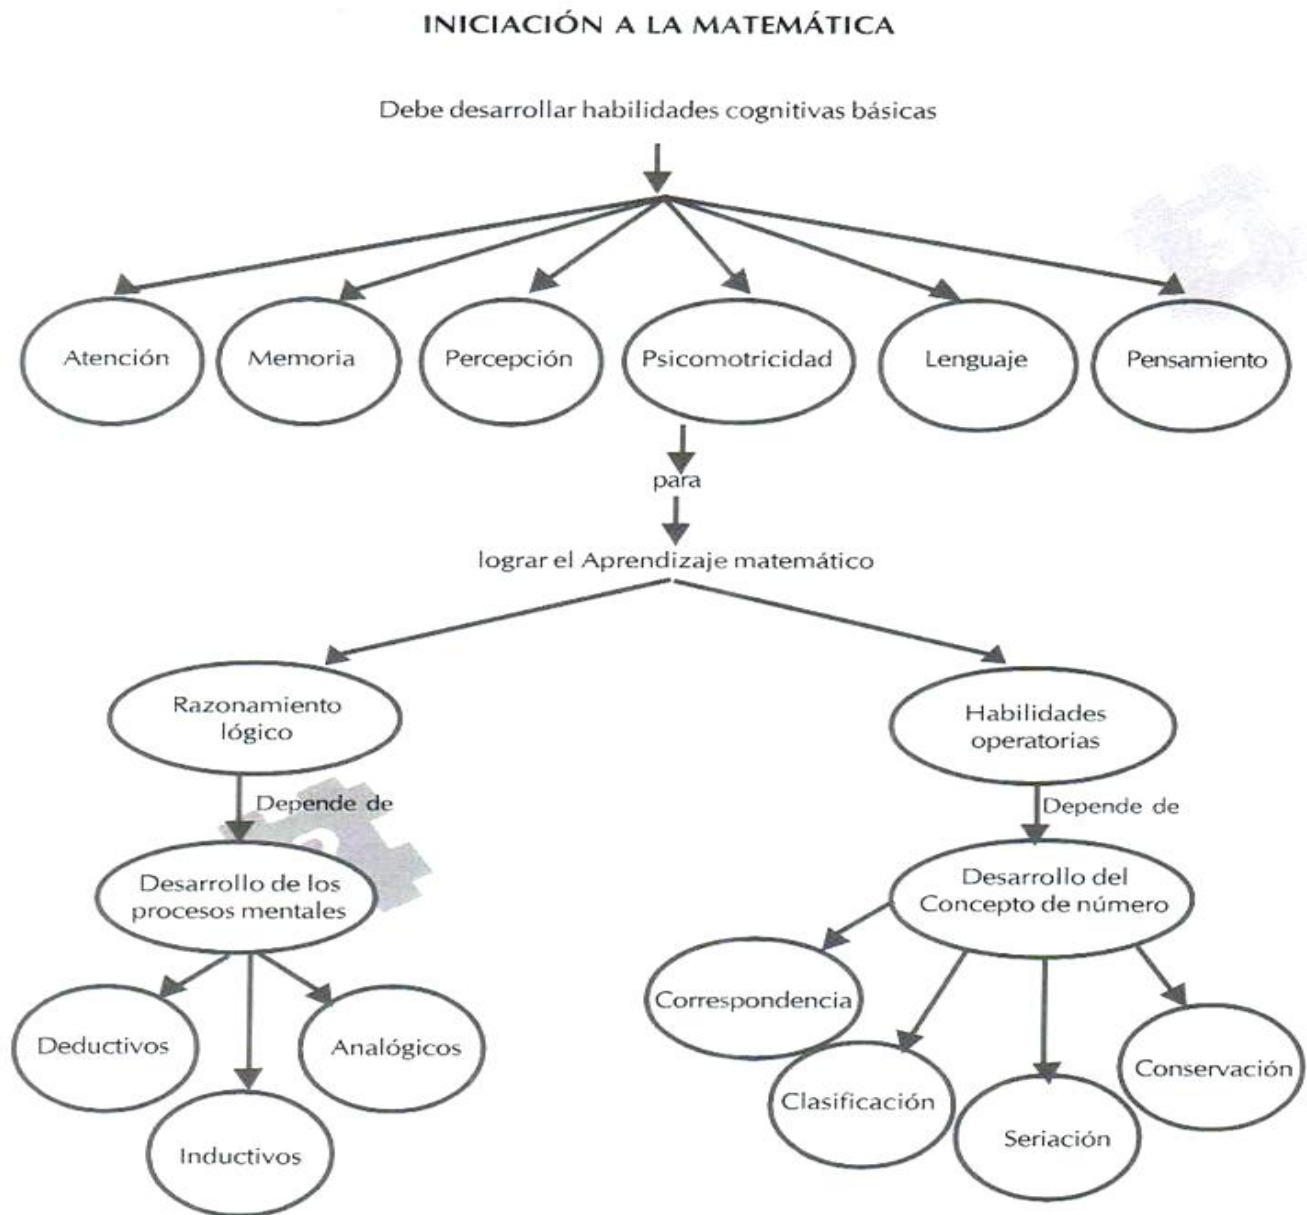 INICIACIÓN A LA MATEMÁTICA
Debe desarrollar habilidades cognitivas básicas
Atención
Memoria
Percepción
Psicomotricidad
Lenguaje
Pensamiento
para
lograr el Aprendizaje matemático
Razonamiento
lógico
Habilidades
operatorias
Depende de
Depende de
Desarrollo de los
procesos mentales
Desarrollo del
Concepto de número
Deductivos
Inductivos
Analógicos
Correspondencia
Clasificación
Seriación
Conservación